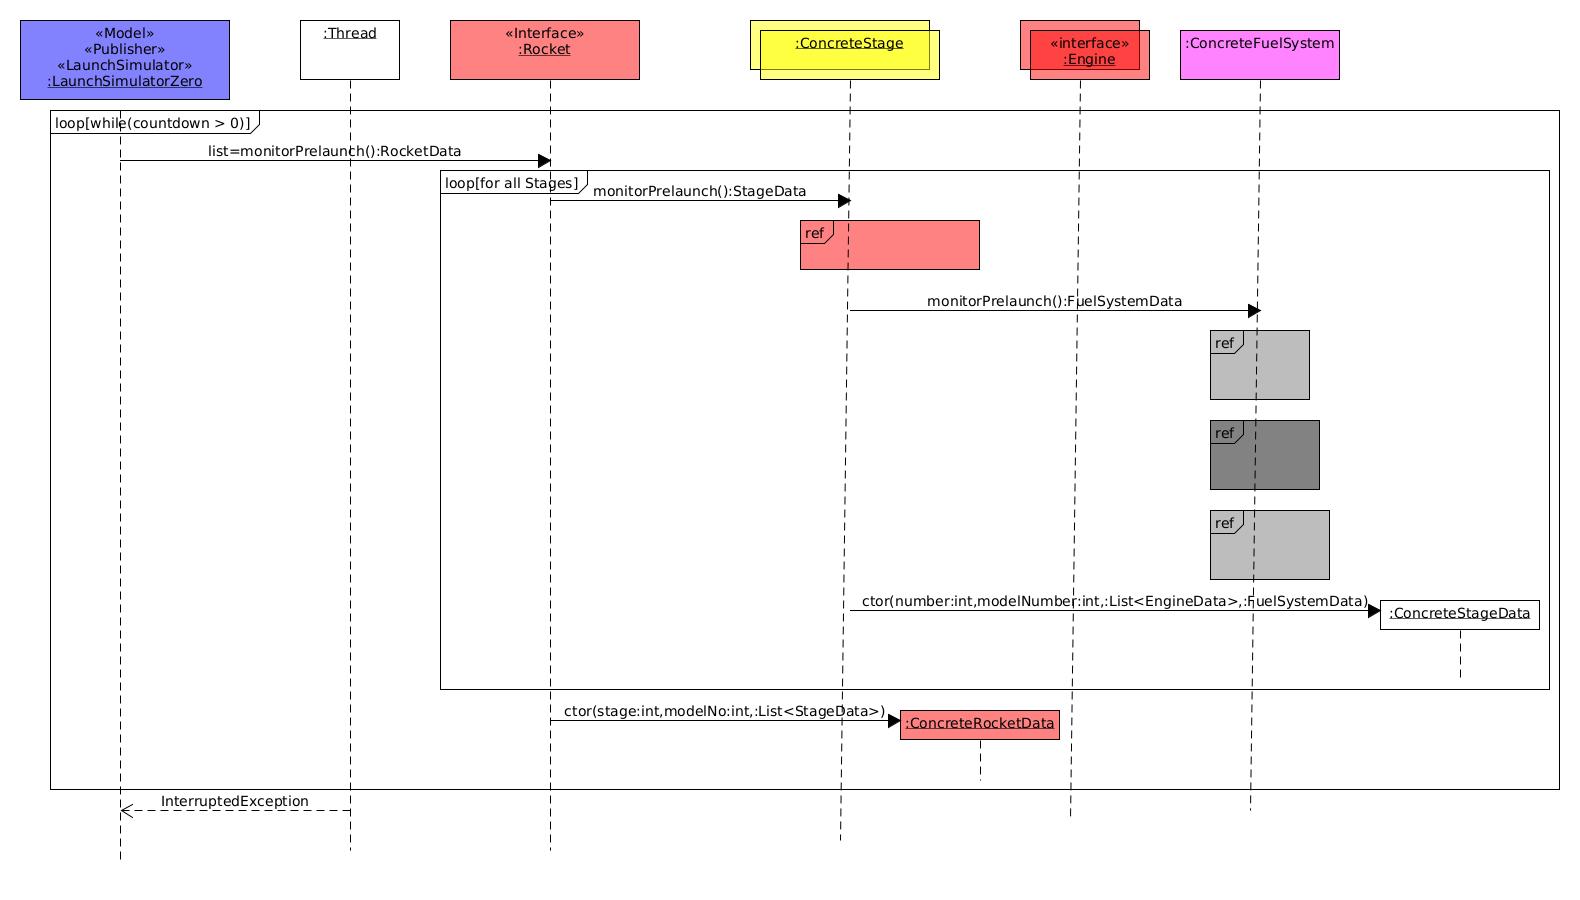 «Model»
«Publisher»
«LaunchSimulator»
:LaunchSimulatorZero
:Thread
«Interface»
:Rocket
:ConcreteStage
«interface»
:Engine
:ConcreteFuelSystem
loop[while(countdown > 0)]
list=monitorPrelaunch():RocketData
loop[for all Stages]
monitorPrelaunch():StageData
ref
monitorPrelaunch():FuelSystemData
ref
ref
ref
ctor(number:int,modelNumber:int,:List<EngineData>,:FuelSystemData)
:ConcreteStageData
ctor(stage:int,modelNo:int,:List<StageData>)
:ConcreteRocketData
InterruptedException